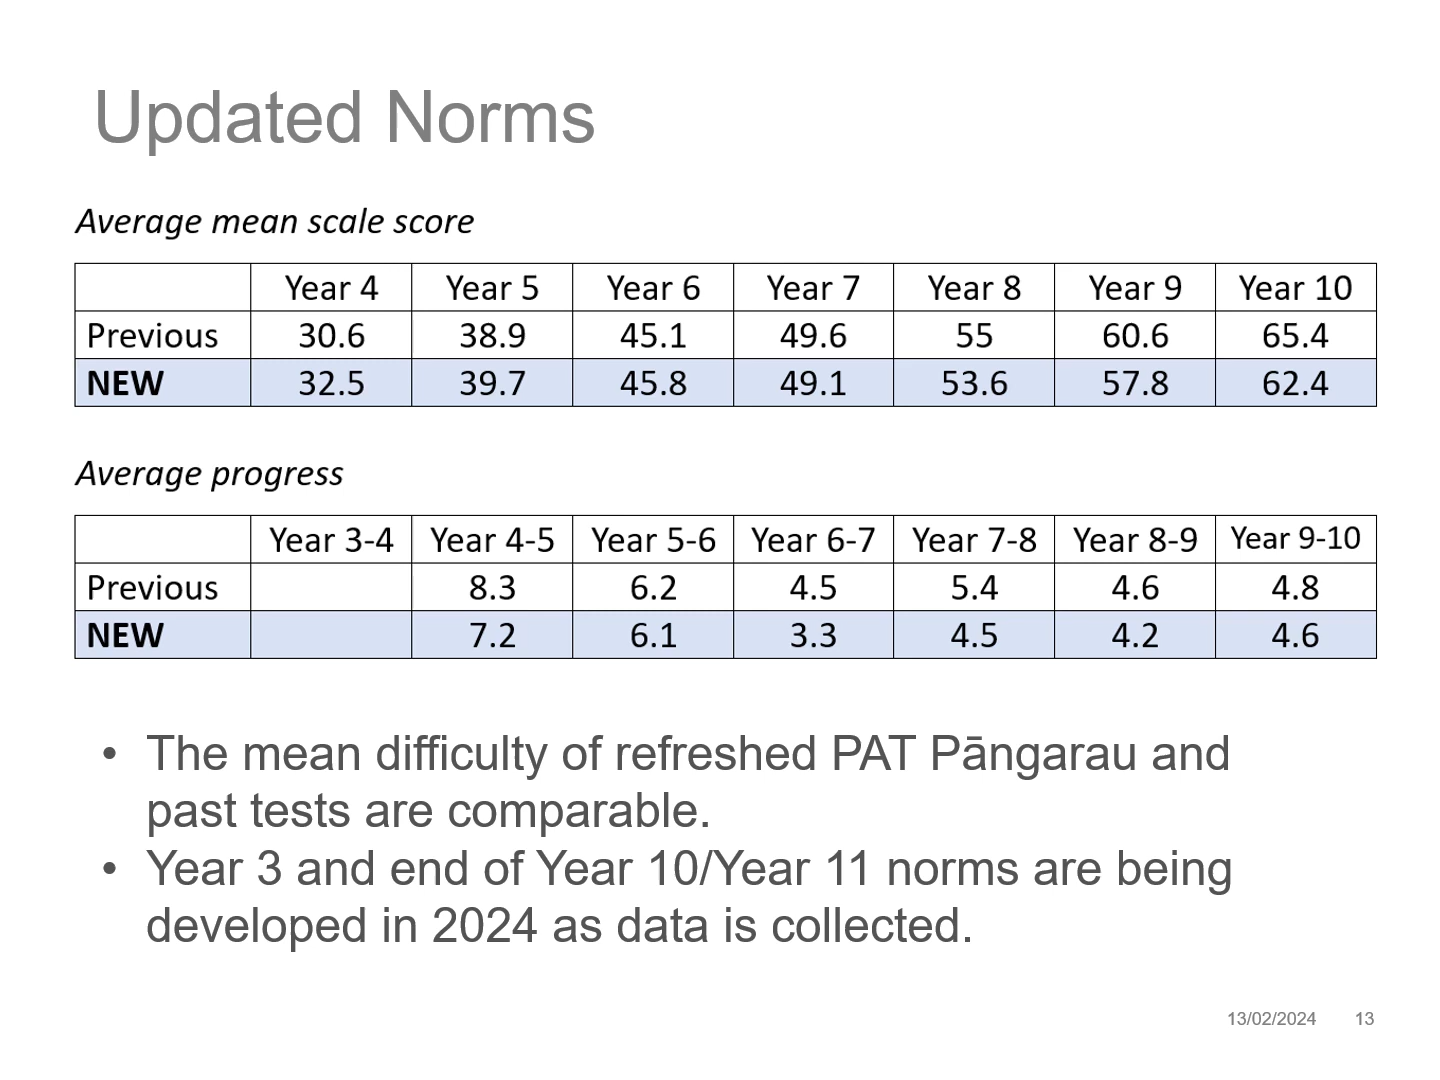 Updated Norms
Average mean scale score
Year 4 Year 5 Year 6 Year 7 Year 8 Year 9 Year 10
Previous 30.6 38.9 45.1 49.6 55 60.6 65.4
NEW 32.5 39.7 45.8 49.1 53.6 57.8 62.4
Average progress
Year 3-4 Year 4-5 Year 5-6 Year 6-7 Year 7-8 Year 8-9 Year 9-10
Previous 8.3 6.2 4.5 5.4 4.6 4.8
NEW 7.2 6.1 3.3 4.5 4.2 4.6
• The mean difficulty of refreshed PAT Pāngarau and
past tests are comparable.
• Year 3 and end of Year 10/Year 11 norms are being
developed in 2024 as data is collected.
13/02/2024 13